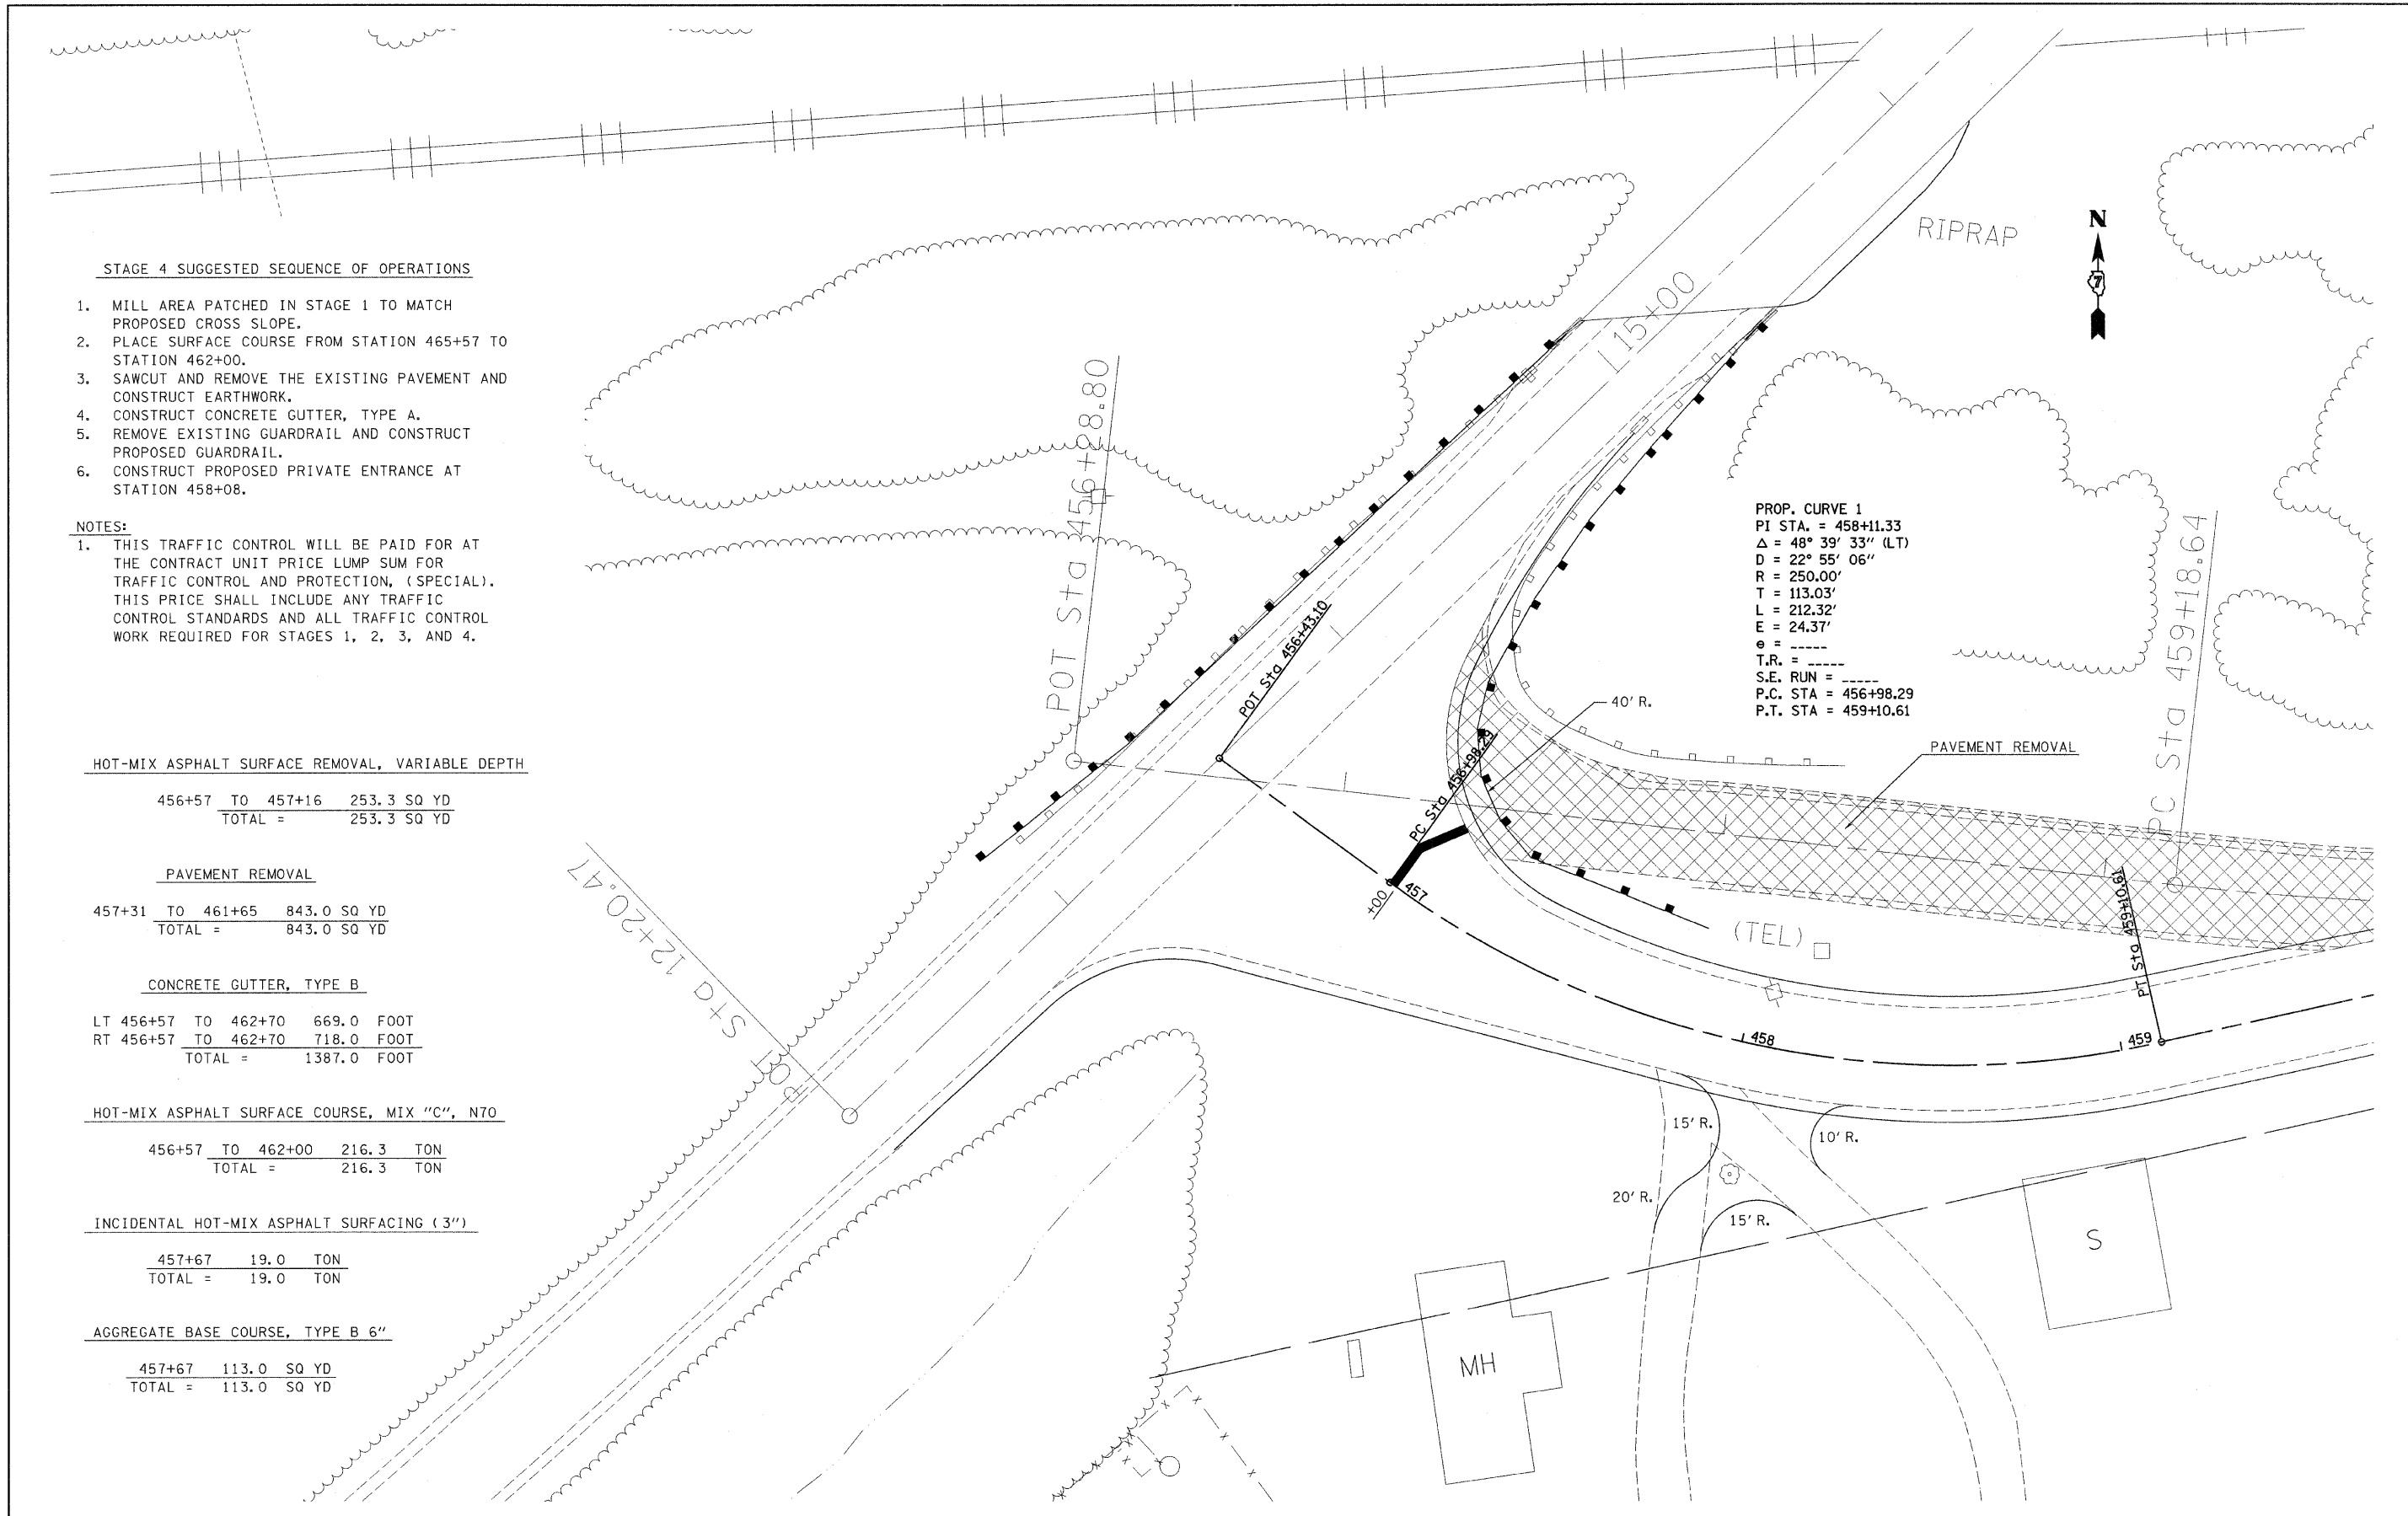 STAGE 4 SUGGESTED SEQUENCE OF OPERATIONS
1. MILL AREA PATCHED IN STAGE 1 TO MATCH
PROPOSED CROSS SLOPE.
2. PLACE SURFACE COURSE FROM STATION 465+57 TO
STATION 462+00.
3. SAWCUT AND REMOVE THE EXISTING PAVEMENT AND
CONSTRUCT EARTHWORK.
4. CONSTRUCT CONCRETE GUTTER, TYPE A.
5. REMOVE EXISTING GUARDRAIL AND CONSTRUCT
PROPOSED GUARDRAIL.
6. CONSTRUCT PROPOSED PRIVATE ENTRANCE AT
STATION 458+08.
NOTES:
1. THIS TRAFFIC CONTROL WILL BE PAID FOR AT
THE CONTRACT UNIT PRICE LUMP SUM FOR
TRAFFIC CONTROL AND PROTECTION, (SPECIAL).
THIS PRICE SHALL INCLUDE ANY TRAFFIC
CONTROL STANDARDS AND ALL TRAFFIC CONTROL
WORK REQUIRED FOR STAGES 1, 2, 3, AND 4.
HOT-MIX ASPHALT SURFACE REMOVAL, VARIABLE DEPTH
456+57 TO 457+16 253.3 SQ YD
TOTAL = 253.3 SQ YD
PAVEMENT REMOVAL
457+31 TO 461+65 843.0 SQ YD
TOTAL = 843.0 SQ YD
CONCRETE GUTTER, TYPE B
LT 456+57 TO 462+70 669.0 FOOT
RT 456+57 TO 462+70 718.0 FOOT
TOTAL = 1387.0 FOOT
HOT-MIX ASPHALT SURFACE COURSE, MIX "C", N70
456+57 TO 462+00 216.3 TON
TOTAL = 216.3 TON
INCIDENTAL HOT-MIX ASPHALT SURFACING (3")
457+67 19.0 TON
TOTAL = 19.0 TON
AGGREGATE BASE COURSE, TYPE B 6"
457+67 113.0 SQ YD
TOTAL = 113.0 SQ YD
RIPRAP
N
7
15+00
POT Sta 456+28.80
POT Sta 456+43.10
PROP. CURVE 1
PI STA. = 458+11.33
Δ = 48° 39' 33" (LT)
D = 22° 55' 06"
R = 250.00'
T = 113.03'
L = 212.32'
E = 24.37'
e = -----
T.R. = -----
S.E. RUN = -----
P.C. STA = 456+98.29
P.T. STA = 459+10.61
PC Sta 459+18.64
40' R.
PAVEMENT REMOVAL
PC Sta 456+98.29
+00
457
(TEL)
PT Sta 459+10.61
POT Sta 12+20.47
458
459
15' R.
10' R.
20' R.
15' R.
S
MH